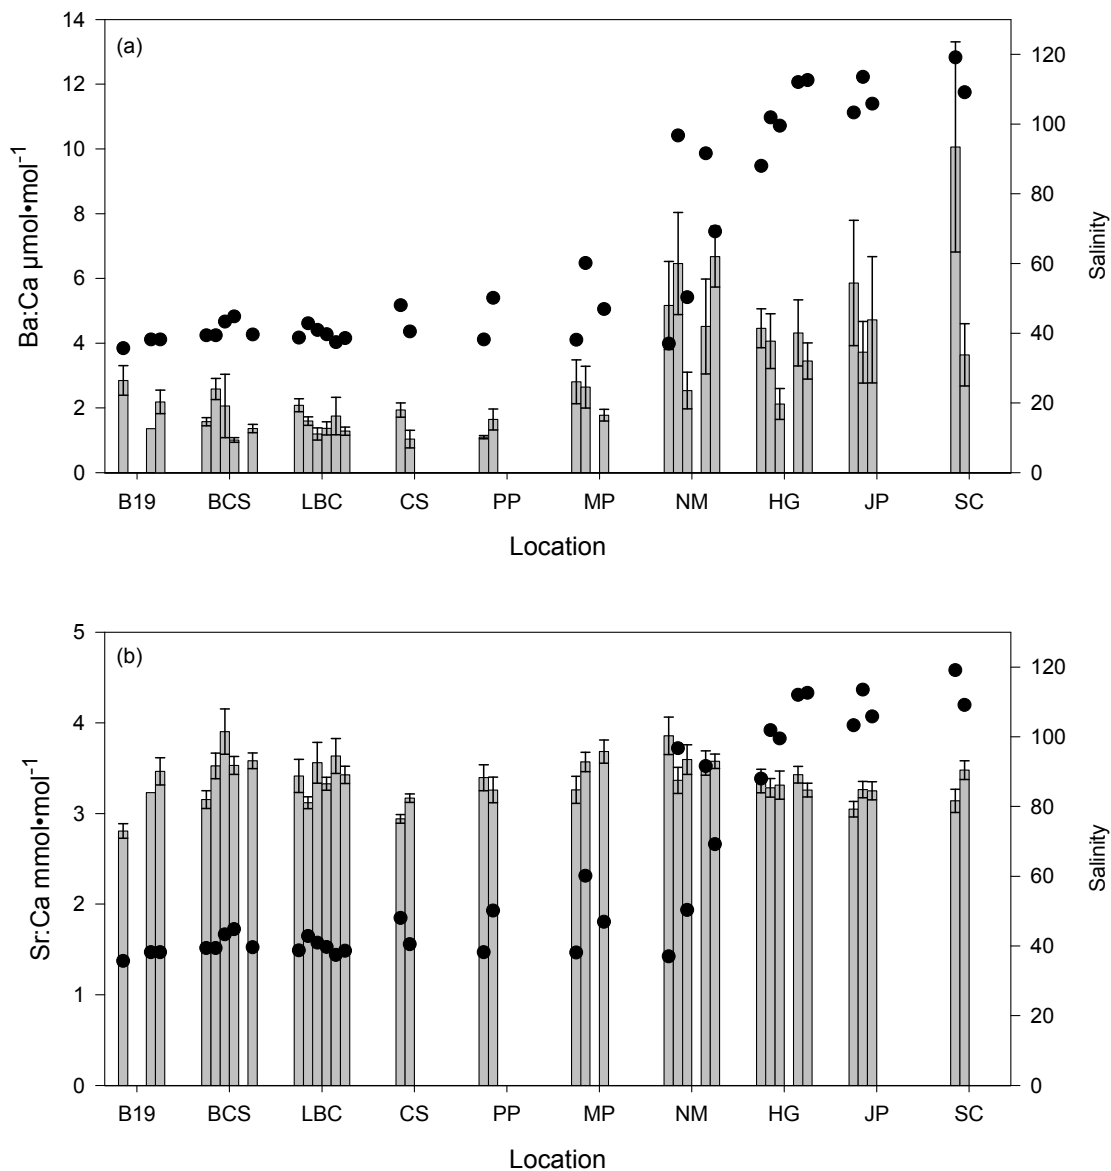 (a)
Ba:Ca μmol•mol⁻¹
14
12
10
8
6
4
2
0
120
100
80
60
40
20
0
Salinity
B19 BCS LBC CS PP MP NM HG JP SC
Location
(b)
Sr:Ca mmol•mol⁻¹
5
4
3
2
1
0
120
100
80
60
40
20
0
Salinity
B19 BCS LBC CS PP MP NM HG JP SC
Location